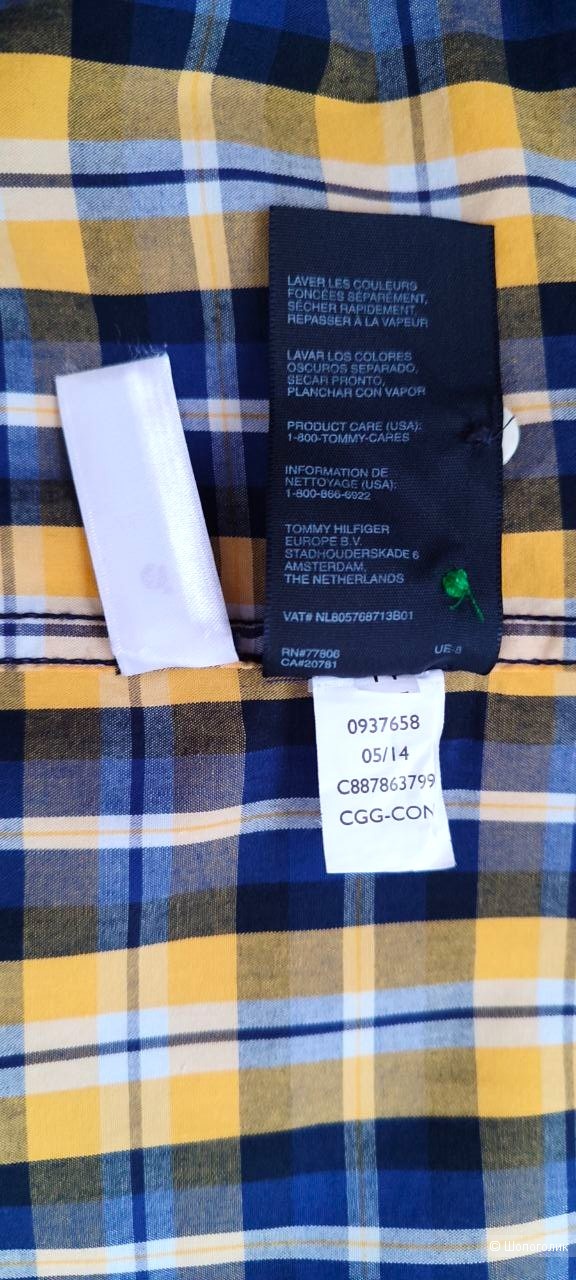 LAVER LES COULEURS
FONCÉES SÉPARÉMENT,
SÉCHER RAPIDEMENT,
REPASSER À LA VAPEUR
LAVAR LOS COLORES
OSCUROS SEPARADO,
SECAR PRONTO,
PLANCHAR CON VAPOR
PRODUCT CARE (USA):
1-800-TOMMY-CARES
INFORMATION DE
NETTOYAGE (USA):
1-800-866-6922
TOMMY HILFIGER
EUROPE B.V.
STADHOUDERSKADE 6
AMSTERDAM,
THE NETHERLANDS
VAT# NL805768713B01
RN#77806
CA#20781
UE-8
0937658
05/14
C887863799
CGG-CON
© Шопоголик